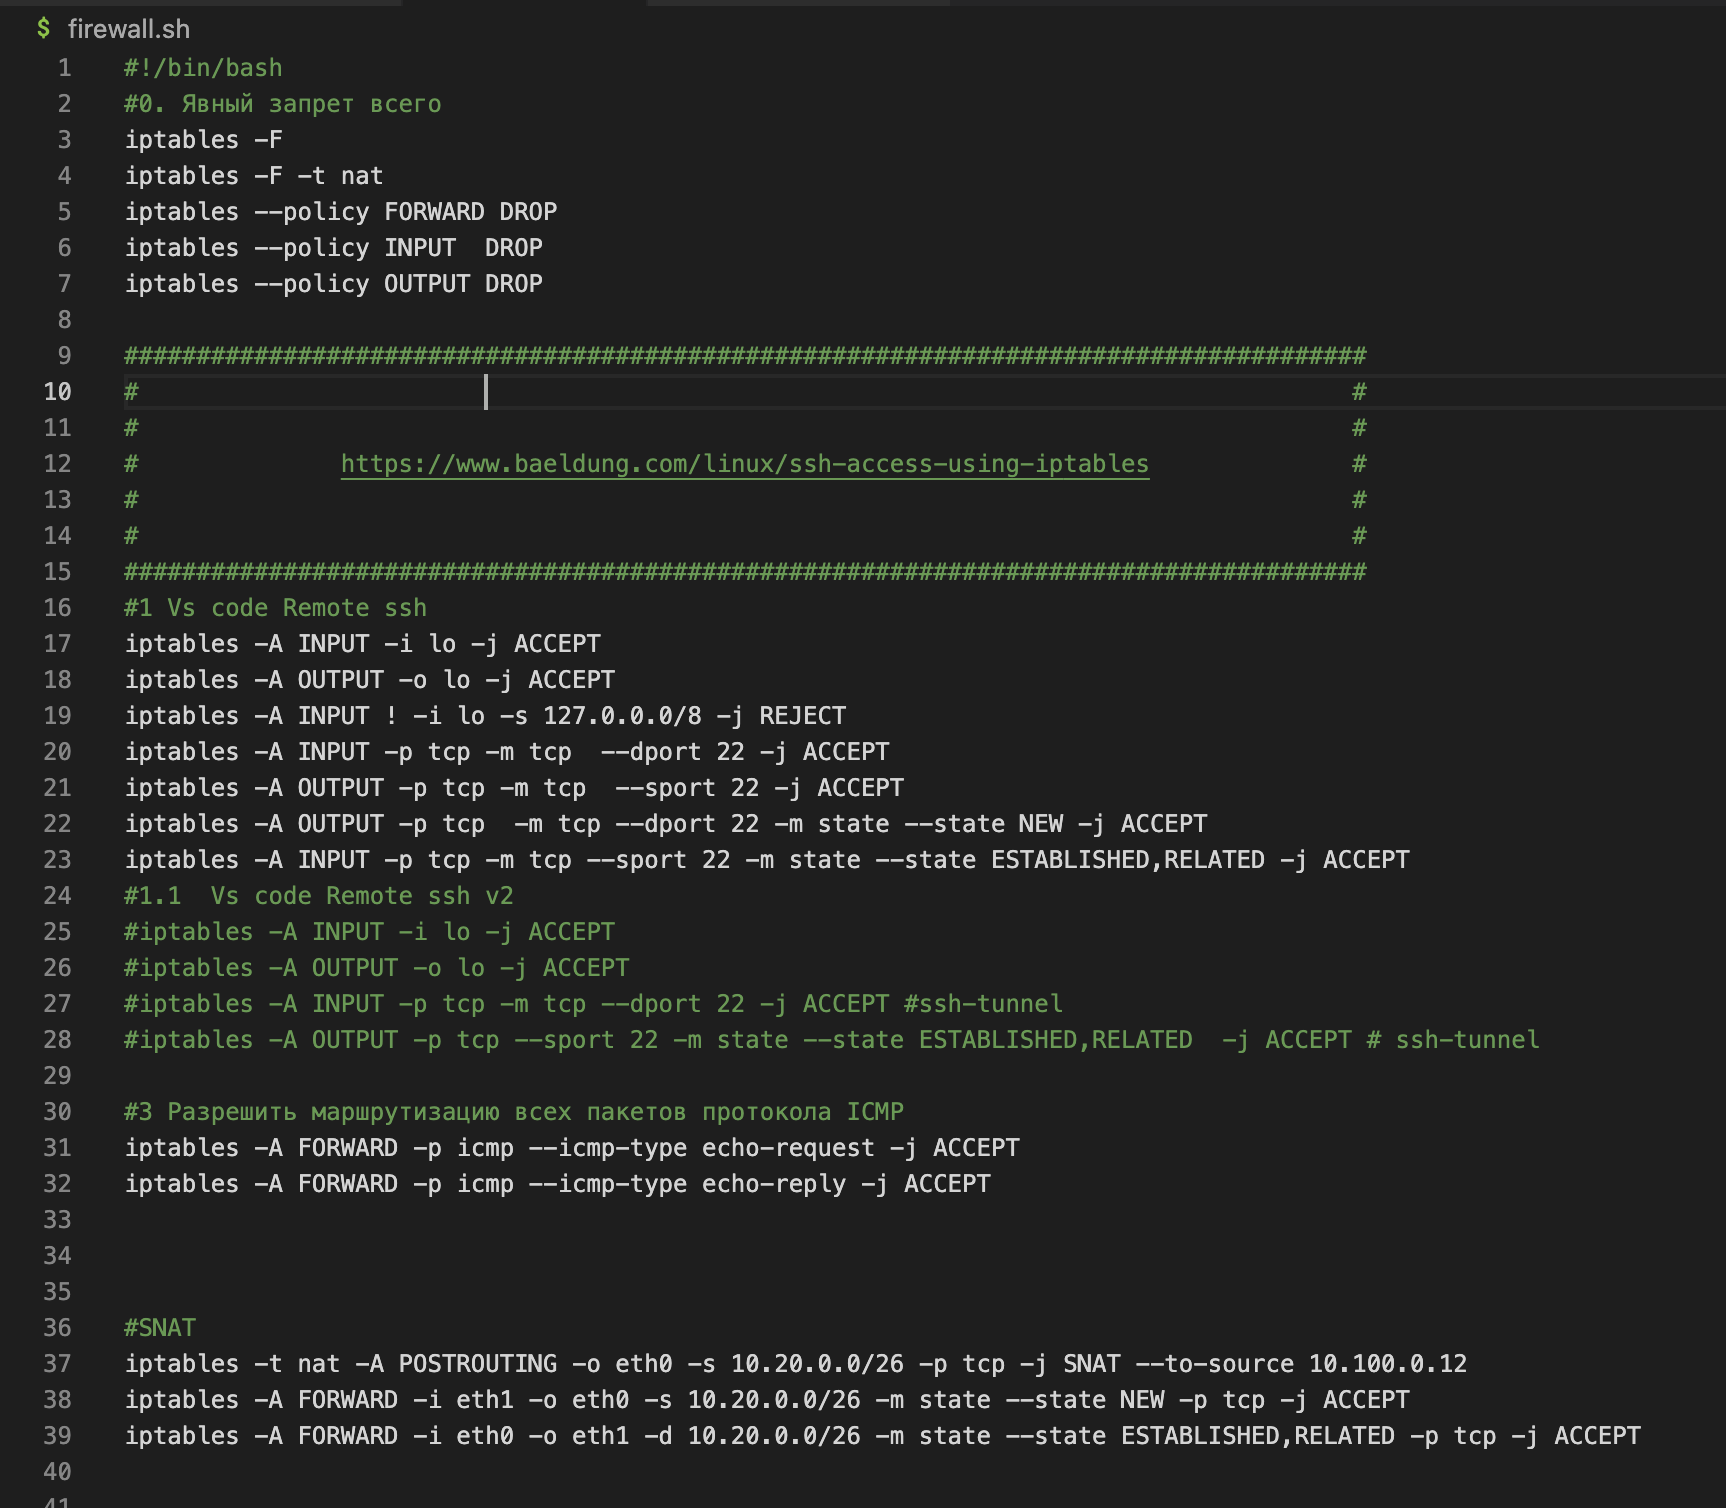 $ firewall.sh
1 #!/bin/bash
2 #0. Явный запрет всего
3 iptables -F
4 iptables -F -t nat
5 iptables --policy FORWARD DROP
6 iptables --policy INPUT  DROP
7 iptables --policy OUTPUT DROP
8
9 ######################################################################################
10 # #
11 # #
12 # https://www.baeldung.com/linux/ssh-access-using-iptables #
13 # #
14 # #
15 ######################################################################################
16 #1 Vs code Remote ssh
17 iptables -A INPUT -i lo -j ACCEPT
18 iptables -A OUTPUT -o lo -j ACCEPT
19 iptables -A INPUT ! -i lo -s 127.0.0.0/8 -j REJECT
20 iptables -A INPUT -p tcp -m tcp  --dport 22 -j ACCEPT
21 iptables -A OUTPUT -p tcp -m tcp  --sport 22 -j ACCEPT
22 iptables -A OUTPUT -p tcp  -m tcp --dport 22 -m state --state NEW -j ACCEPT
23 iptables -A INPUT -p tcp -m tcp --sport 22 -m state --state ESTABLISHED,RELATED -j ACCEPT
24 #1.1  Vs code Remote ssh v2
25 #iptables -A INPUT -i lo -j ACCEPT
26 #iptables -A OUTPUT -o lo -j ACCEPT
27 #iptables -A INPUT -p tcp -m tcp --dport 22 -j ACCEPT #ssh-tunnel
28 #iptables -A OUTPUT -p tcp --sport 22 -m state --state ESTABLISHED,RELATED  -j ACCEPT # ssh-tunnel
29
30 #3 Разрешить маршрутизацию всех пакетов протокола ICMP
31 iptables -A FORWARD -p icmp --icmp-type echo-request -j ACCEPT
32 iptables -A FORWARD -p icmp --icmp-type echo-reply -j ACCEPT
33
34
35
36 #SNAT
37 iptables -t nat -A POSTROUTING -o eth0 -s 10.20.0.0/26 -p tcp -j SNAT --to-source 10.100.0.12
38 iptables -A FORWARD -i eth1 -o eth0 -s 10.20.0.0/26 -m state --state NEW -p tcp -j ACCEPT
39 iptables -A FORWARD -i eth0 -o eth1 -d 10.20.0.0/26 -m state --state ESTABLISHED,RELATED -p tcp -j ACCEPT
40
41